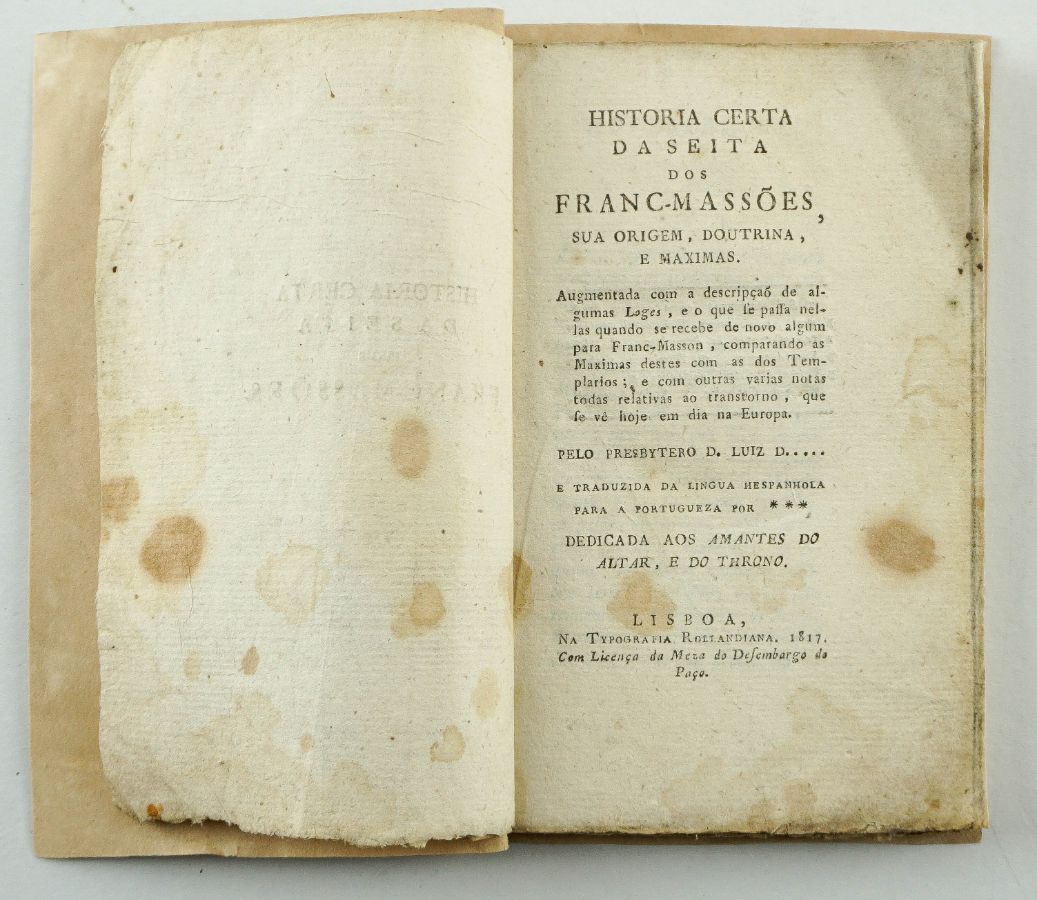 HISTORIA CERTA
DA SEITA
DOS
FRANC-MASSÕES,
SUA ORIGEM, DOUTRINA,
E MAXIMAS.
Augmentada com a descripçaõ de al-
gumas Loges, e o que ſe paſſa nel-
las quando se recebe de novo algum
para Franc-Masson, comparando as
Maximas destes com as dos Tem-
plarios; e com outras varias notas
todas relativas ao transtorno, que
ſe vê hoje em dia na Europa.
PELO PRESBYTERO D. LUIZ D.....
E TRADUZIDA DA LINGUA HESPANHOLA
PARA A PORTUGUEZA POR ***
DEDICADA AOS AMANTES DO
ALTAR, E DO THRONO.
LISBOA,
NA TYPOGRAFIA ROLLANDIANA. 1817.
Com Licença da Meza do Deſembargo do
Paço.